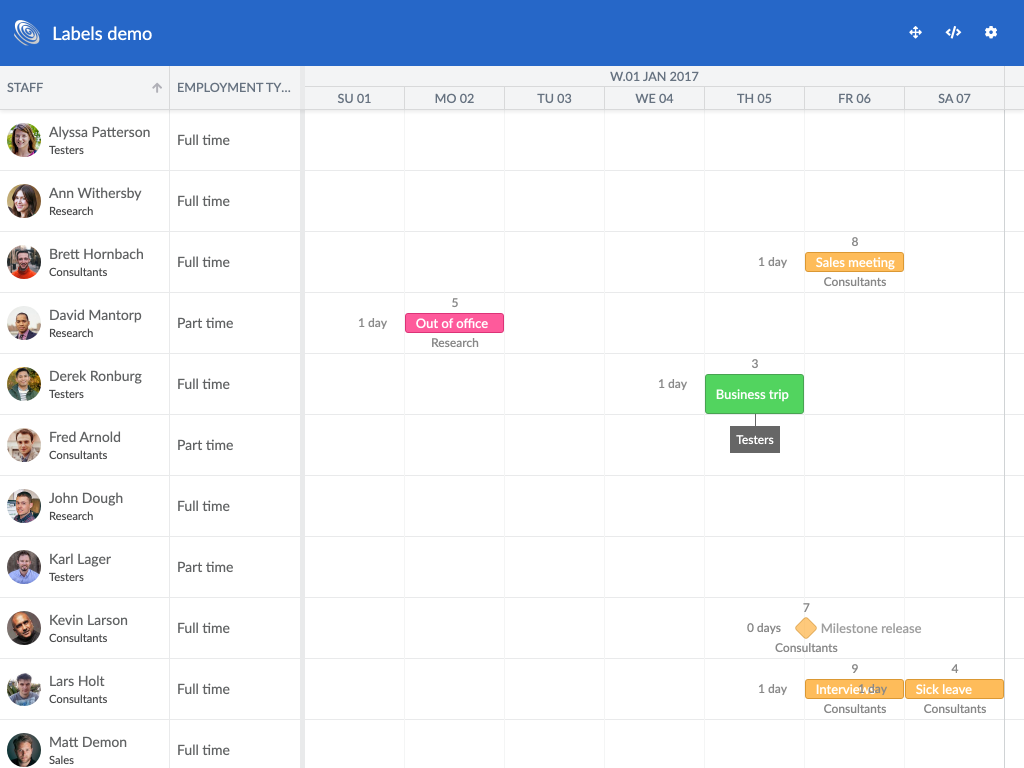 Labels demo
STAFF
EMPLOYMENT TY...
W.01 JAN 2017
SU 01
MO 02
TU 03
WE 04
TH 05
FR 06
SA 07
Alyssa Patterson
Testers
Full time
Ann Withersby
Research
Full time
Brett Hornbach
Consultants
Full time
8
1 day
Sales meeting
Consultants
David Mantorp
Research
Part time
5
1 day
Out of office
Research
Derek Ronburg
Testers
Full time
3
1 day
Business trip
Testers
Fred Arnold
Consultants
Part time
John Dough
Research
Full time
Karl Lager
Testers
Part time
Kevin Larson
Consultants
Full time
7
0 days
Milestone release
Consultants
Lars Holt
Consultants
Full time
9
1 day
Consultants
4
1 day
Sick leave
Consultants
Matt Demon
Sales
Full time